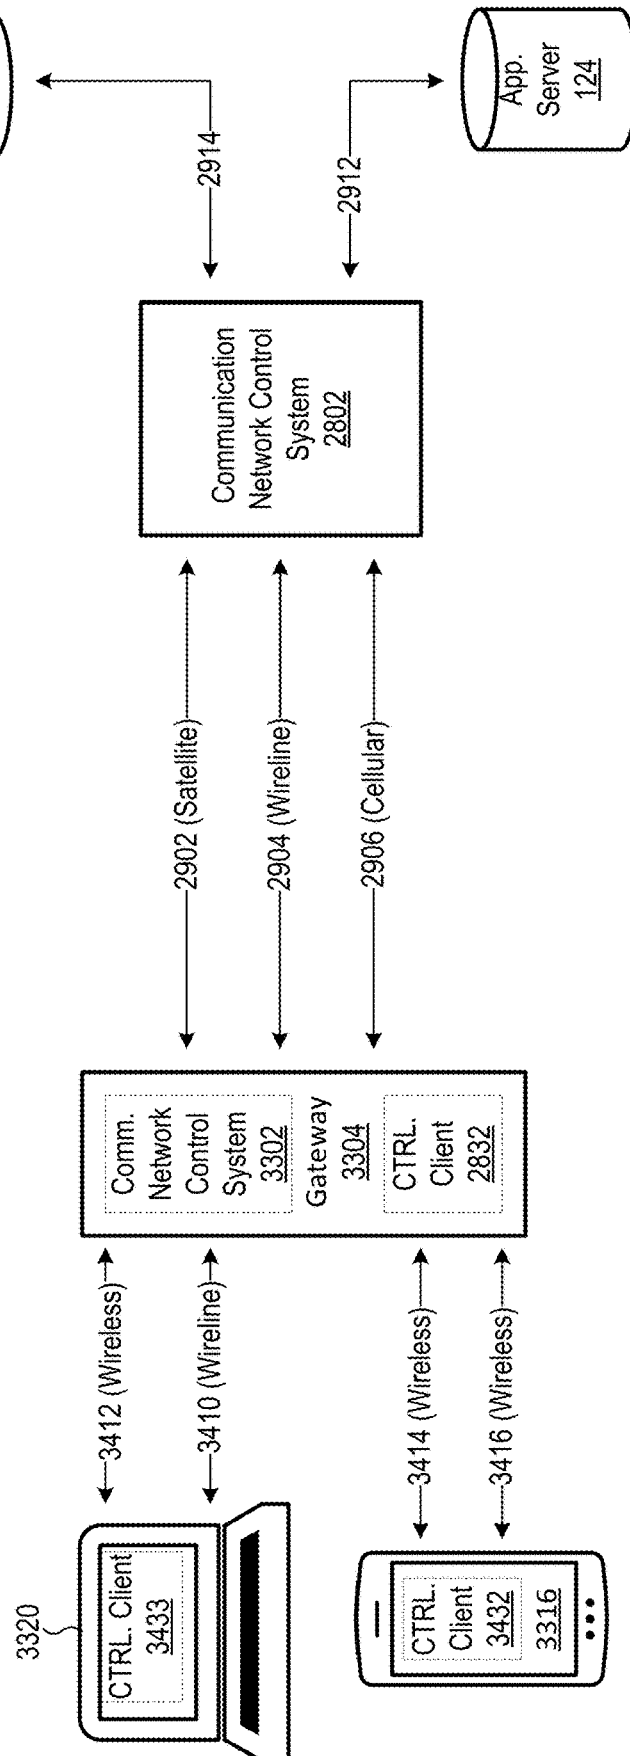 3320
CTRL. Client
3433
CTRL.
Client
3432
3316
3412 (Wireless)
3410 (Wireline)
3414 (Wireless)
3416 (Wireless)
Comm.
Network
Control
System
3302
Gateway
3304
CTRL.
Client
2832
2902 (Satellite)
2904 (Wireline)
2906 (Cellular)
Communication
Network Control
System
2802
2914
2912
App.
Server
124